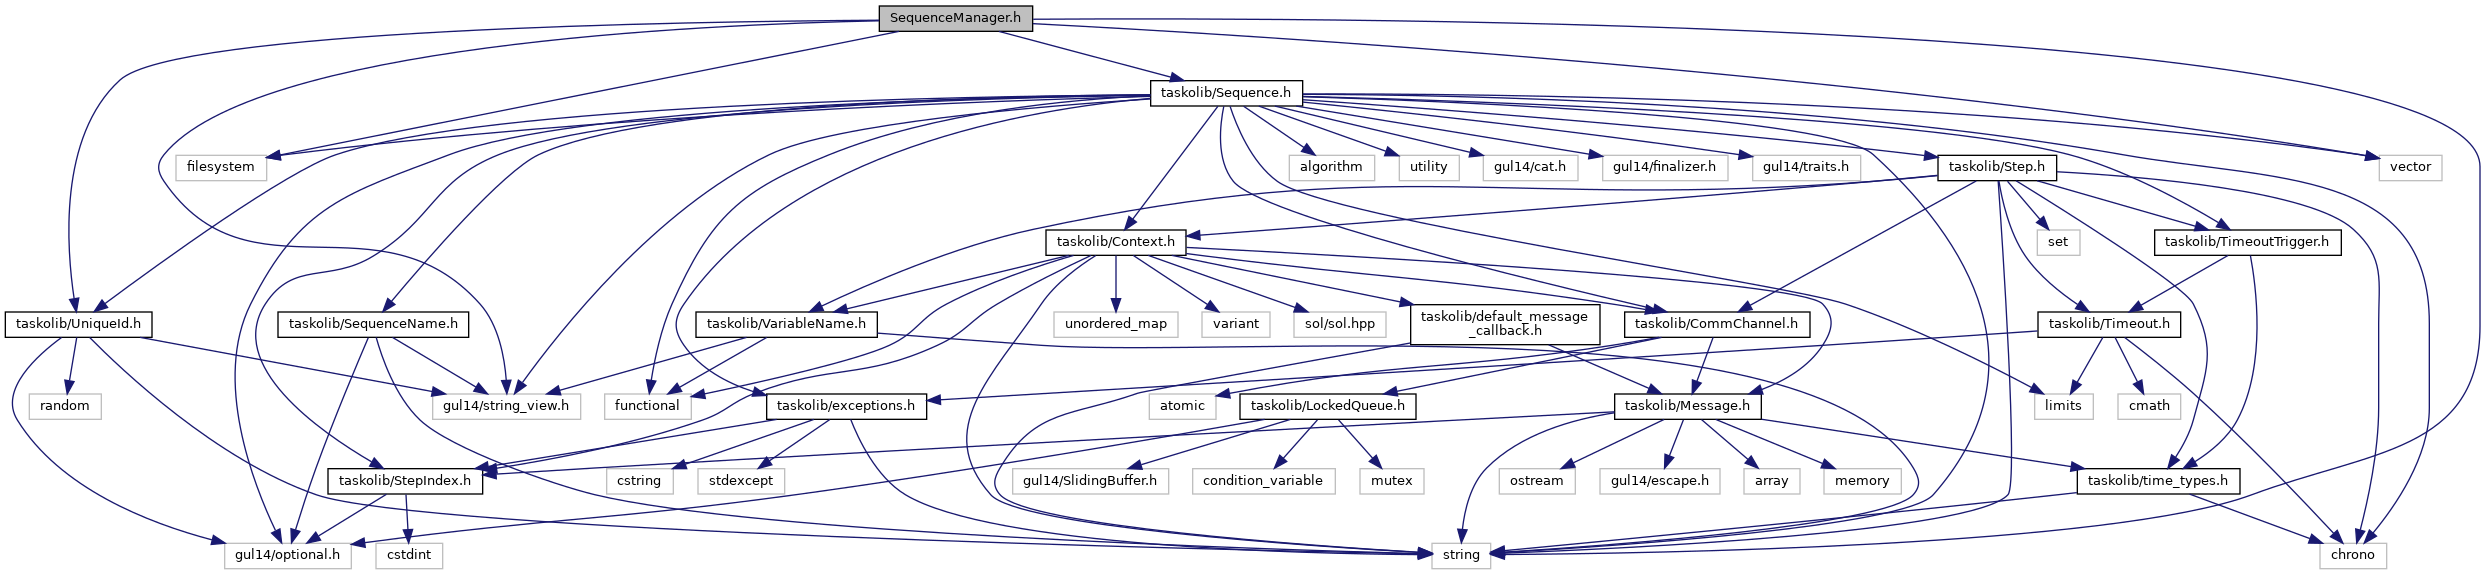 SequenceManager.h
taskolib/Sequence.h
filesystem
algorithm
utility
gul14/cat.h
gul14/finalizer.h
gul14/traits.h
taskolib/Step.h
vector
taskolib/Context.h
set
taskolib/TimeoutTrigger.h
taskolib/UniqueId.h
taskolib/SequenceName.h
taskolib/VariableName.h
unordered_map
variant
sol/sol.hpp
taskolib/default_message
_callback.h
taskolib/CommChannel.h
taskolib/Timeout.h
random
gul14/string_view.h
functional
taskolib/exceptions.h
atomic
taskolib/LockedQueue.h
taskolib/Message.h
limits
cmath
taskolib/StepIndex.h
cstring
stdexcept
gul14/SlidingBuffer.h
condition_variable
mutex
ostream
gul14/escape.h
array
memory
taskolib/time_types.h
gul14/optional.h
cstdint
string
chrono